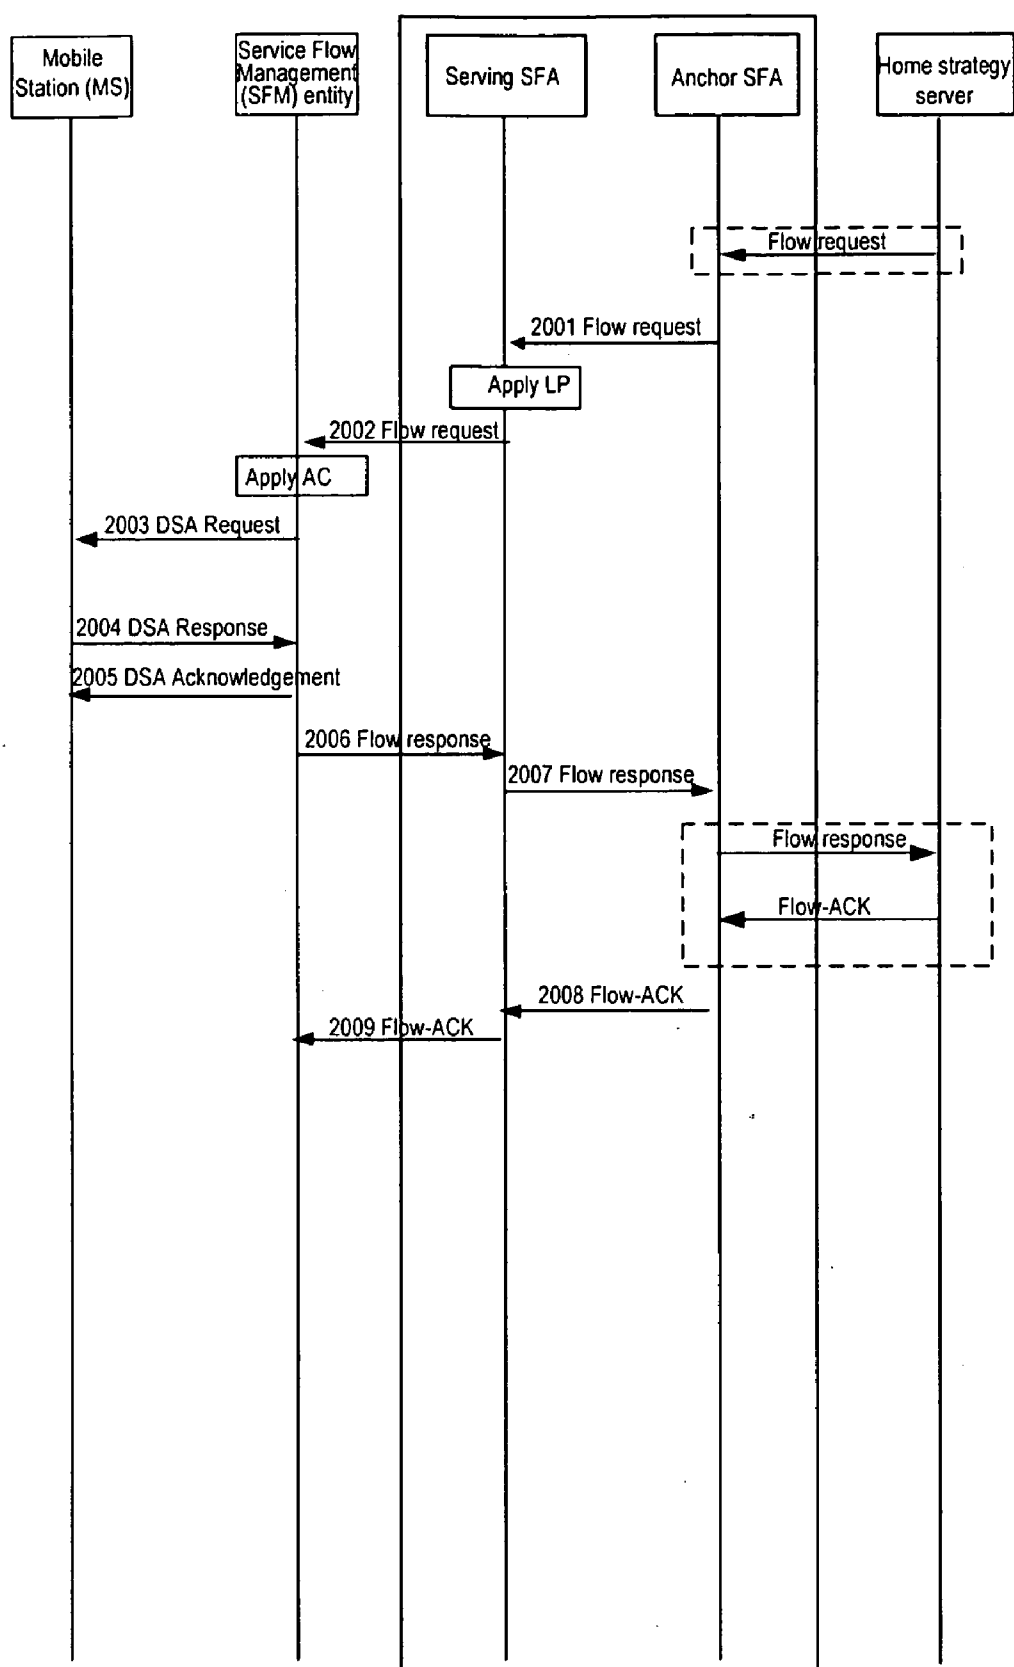 Mobile
Station (MS)
Service Flow
Management
(SFM) entity
Serving SFA
Anchor SFA
Home strategy
server
Flow request
2001 Flow request
Apply LP
2002 Flow request
Apply AC
2003 DSA Request
2004 DSA Response
2005 DSA Acknowledgement
2006 Flow response
2007 Flow response
Flow response
Flow-ACK
2008 Flow-ACK
2009 Flow-ACK